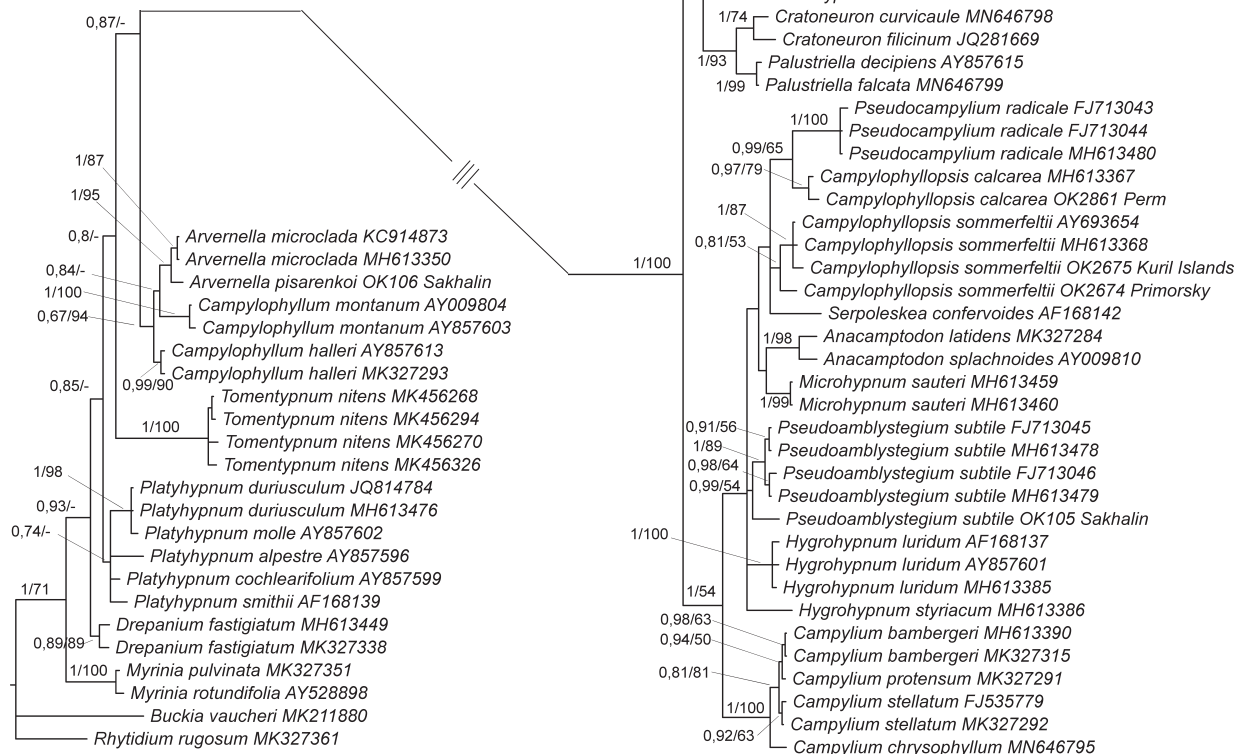 0,87/-
1/87
1/95
0,8/-
Arvernella microclada KC914873
Arvernella microclada MH613350
0,84/-
Arvernella pisarenkoi OK106 Sakhalin
1/100
Campylophyllum montanum AY009804
0,67/94
Campylophyllum montanum AY857603
Campylophyllum halleri AY857613
Campylophyllum halleri MK327293
0,99/90
0,85/-
Tomentypnum nitens MK456268
Tomentypnum nitens MK456294
1/100
Tomentypnum nitens MK456270
Tomentypnum nitens MK456326
1/98
Platyhypnum duriusculum JQ814784
0,93/-
Platyhypnum duriusculum MH613476
0,74/-
Platyhypnum molle AY857602
Platyhypnum alpestre AY857596
Platyhypnum cochlearifolium AY857599
1/71
Platyhypnum smithii AF168139
Drepanium fastigiatum MH613449
0,89/89
Drepanium fastigiatum MK327338
1/100
Myrinia pulvinata MK327351
Myrinia rotundifolia AY528898
Buckia vaucheri MK211880
Rhytidium rugosum MK327361
1/74
Cratoneuron curvicaule MN646798
Cratoneuron filicinum JQ281669
1/93
Palustriella decipiens AY857615
1/99
Palustriella falcata MN646799
Pseudocampylium radicale FJ713043
1/100
Pseudocampylium radicale FJ713044
0,99/65
Pseudocampylium radicale MH613480
0,97/79
Campylophyllopsis calcarea MH613367
Campylophyllopsis calcarea OK2861 Perm
1/87
Campylophyllopsis sommerfeltii AY693654
0,81/53
Campylophyllopsis sommerfeltii MH613368
1/100
Campylophyllopsis sommerfeltii OK2675 Kuril Islands
Campylophyllopsis sommerfeltii OK2674 Primorsky
Serpoleskea confervoides AF168142
1/98
Anacamptodon latidens MK327284
Anacamptodon splachnoides AY009810
Microhypnum sauteri MH613459
1/99
Microhypnum sauteri MH613460
0,91/56
Pseudoamblystegium subtile FJ713045
1/89
Pseudoamblystegium subtile MH613478
0,98/64
Pseudoamblystegium subtile FJ713046
0,99/54
Pseudoamblystegium subtile MH613479
Pseudoamblystegium subtile OK105 Sakhalin
1/100
Hygrohypnum luridum AF168137
Hygrohypnum luridum AY857601
1/54
Hygrohypnum luridum MH613385
Hygrohypnum styriacum MH613386
0,98/63
Campylium bambergeri MH613390
0,94/50
Campylium bambergeri MK327315
0,81/81
Campylium protensum MK327291
1/100
Campylium stellatum FJ535779
0,92/63
Campylium stellatum MK327292
Campylium chrysophyllum MN646795